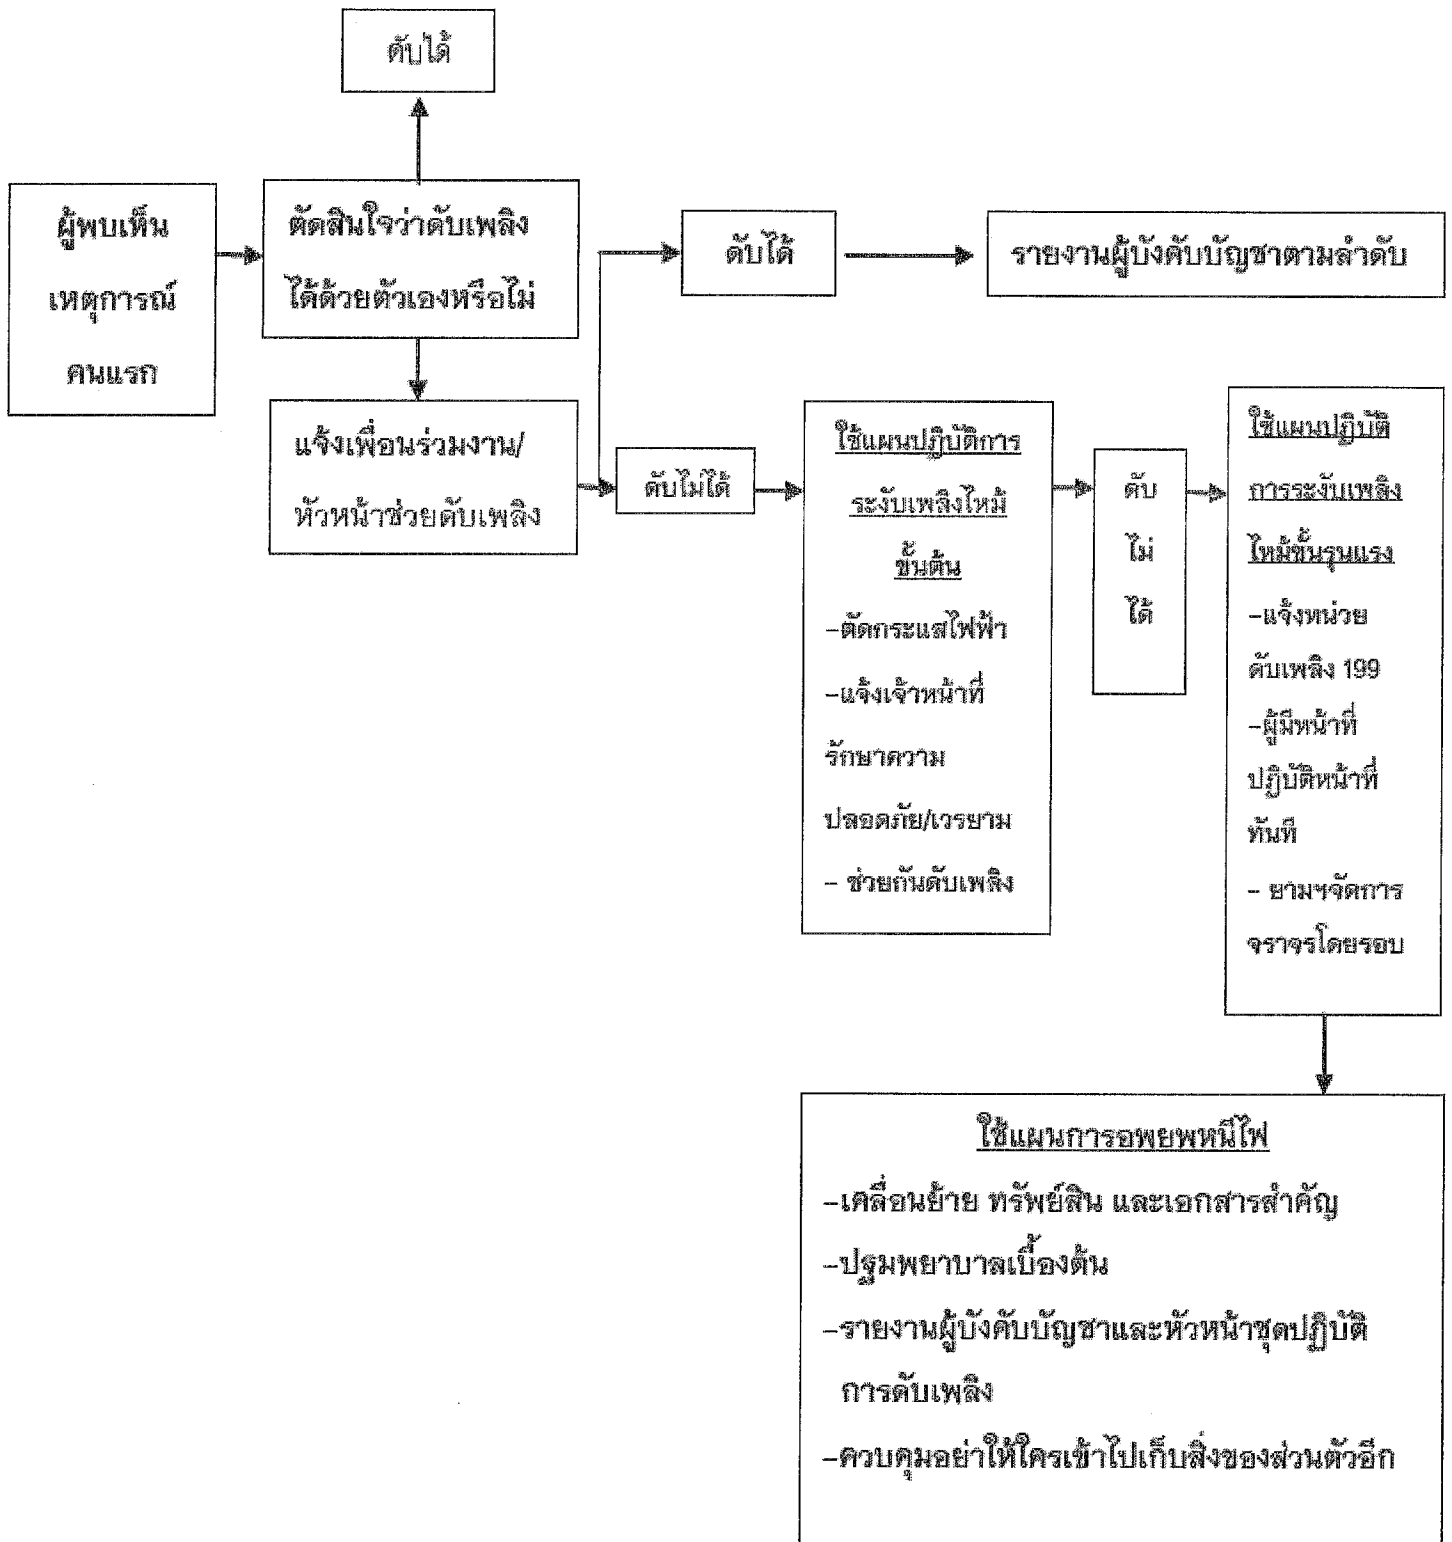 ดับได้
ผู้พบเห็น
เหตุการณ์
คนแรก
ตัดสินใจว่าดับเพลิง
ได้ด้วยตัวเองหรือไม่
ดับได้
รายงานผู้บังคับบัญชาตามลำดับ
แจ้งเพื่อนร่วมงาน/
หัวหน้าช่วยดับเพลิง
ดับไม่ได้
ใช้แผนปฏิบัติการ
ระงับเพลิงไหม้
ขั้นต้น
-ตัดกระแสไฟฟ้า
-แจ้งเจ้าหน้าที่
รักษาความ
ปลอดภัย/เวรยาม
- ช่วยกันดับเพลิง
ดับ
ไม่
ได้
ใช้แผนปฏิบัติ
การระงับเพลิง
ไหม้ขั้นรุนแรง
-แจ้งหน่วย
ดับเพลิง 199
-ผู้มีหน้าที่
ปฏิบัติหน้าที่
ทันที
- ยามฯจัดการ
จราจรโดยรอบ
ใช้แผนการอพยพหนีไฟ
-เคลื่อนย้าย ทรัพย์สิน และเอกสารสำคัญ
-ปฐมพยาบาลเบื้องต้น
-รายงานผู้บังคับบัญชาและหัวหน้าชุดปฏิบัติ
การดับเพลิง
-ควบคุมอย่าให้ใครเข้าไปเก็บสิ่งของส่วนตัวอีก